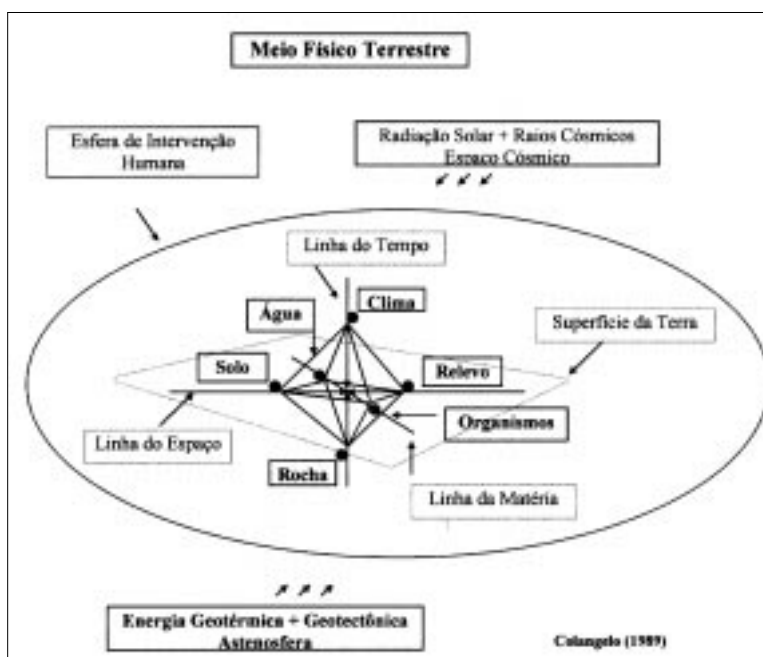 Meio Físico Terrestre
Esfera de Intervenção
Humana
Radiação Solar + Raios Cósmicos
Espaço Cósmico
Linha do Tempo
Clima
Água
Superfície da Terra
Solo
Relevo
Organismos
Linha do Espaço
Rocha
Linha da Matéria
Energia Geotérmica + Geotectônica
Astenosfera
Colangelo (1989)